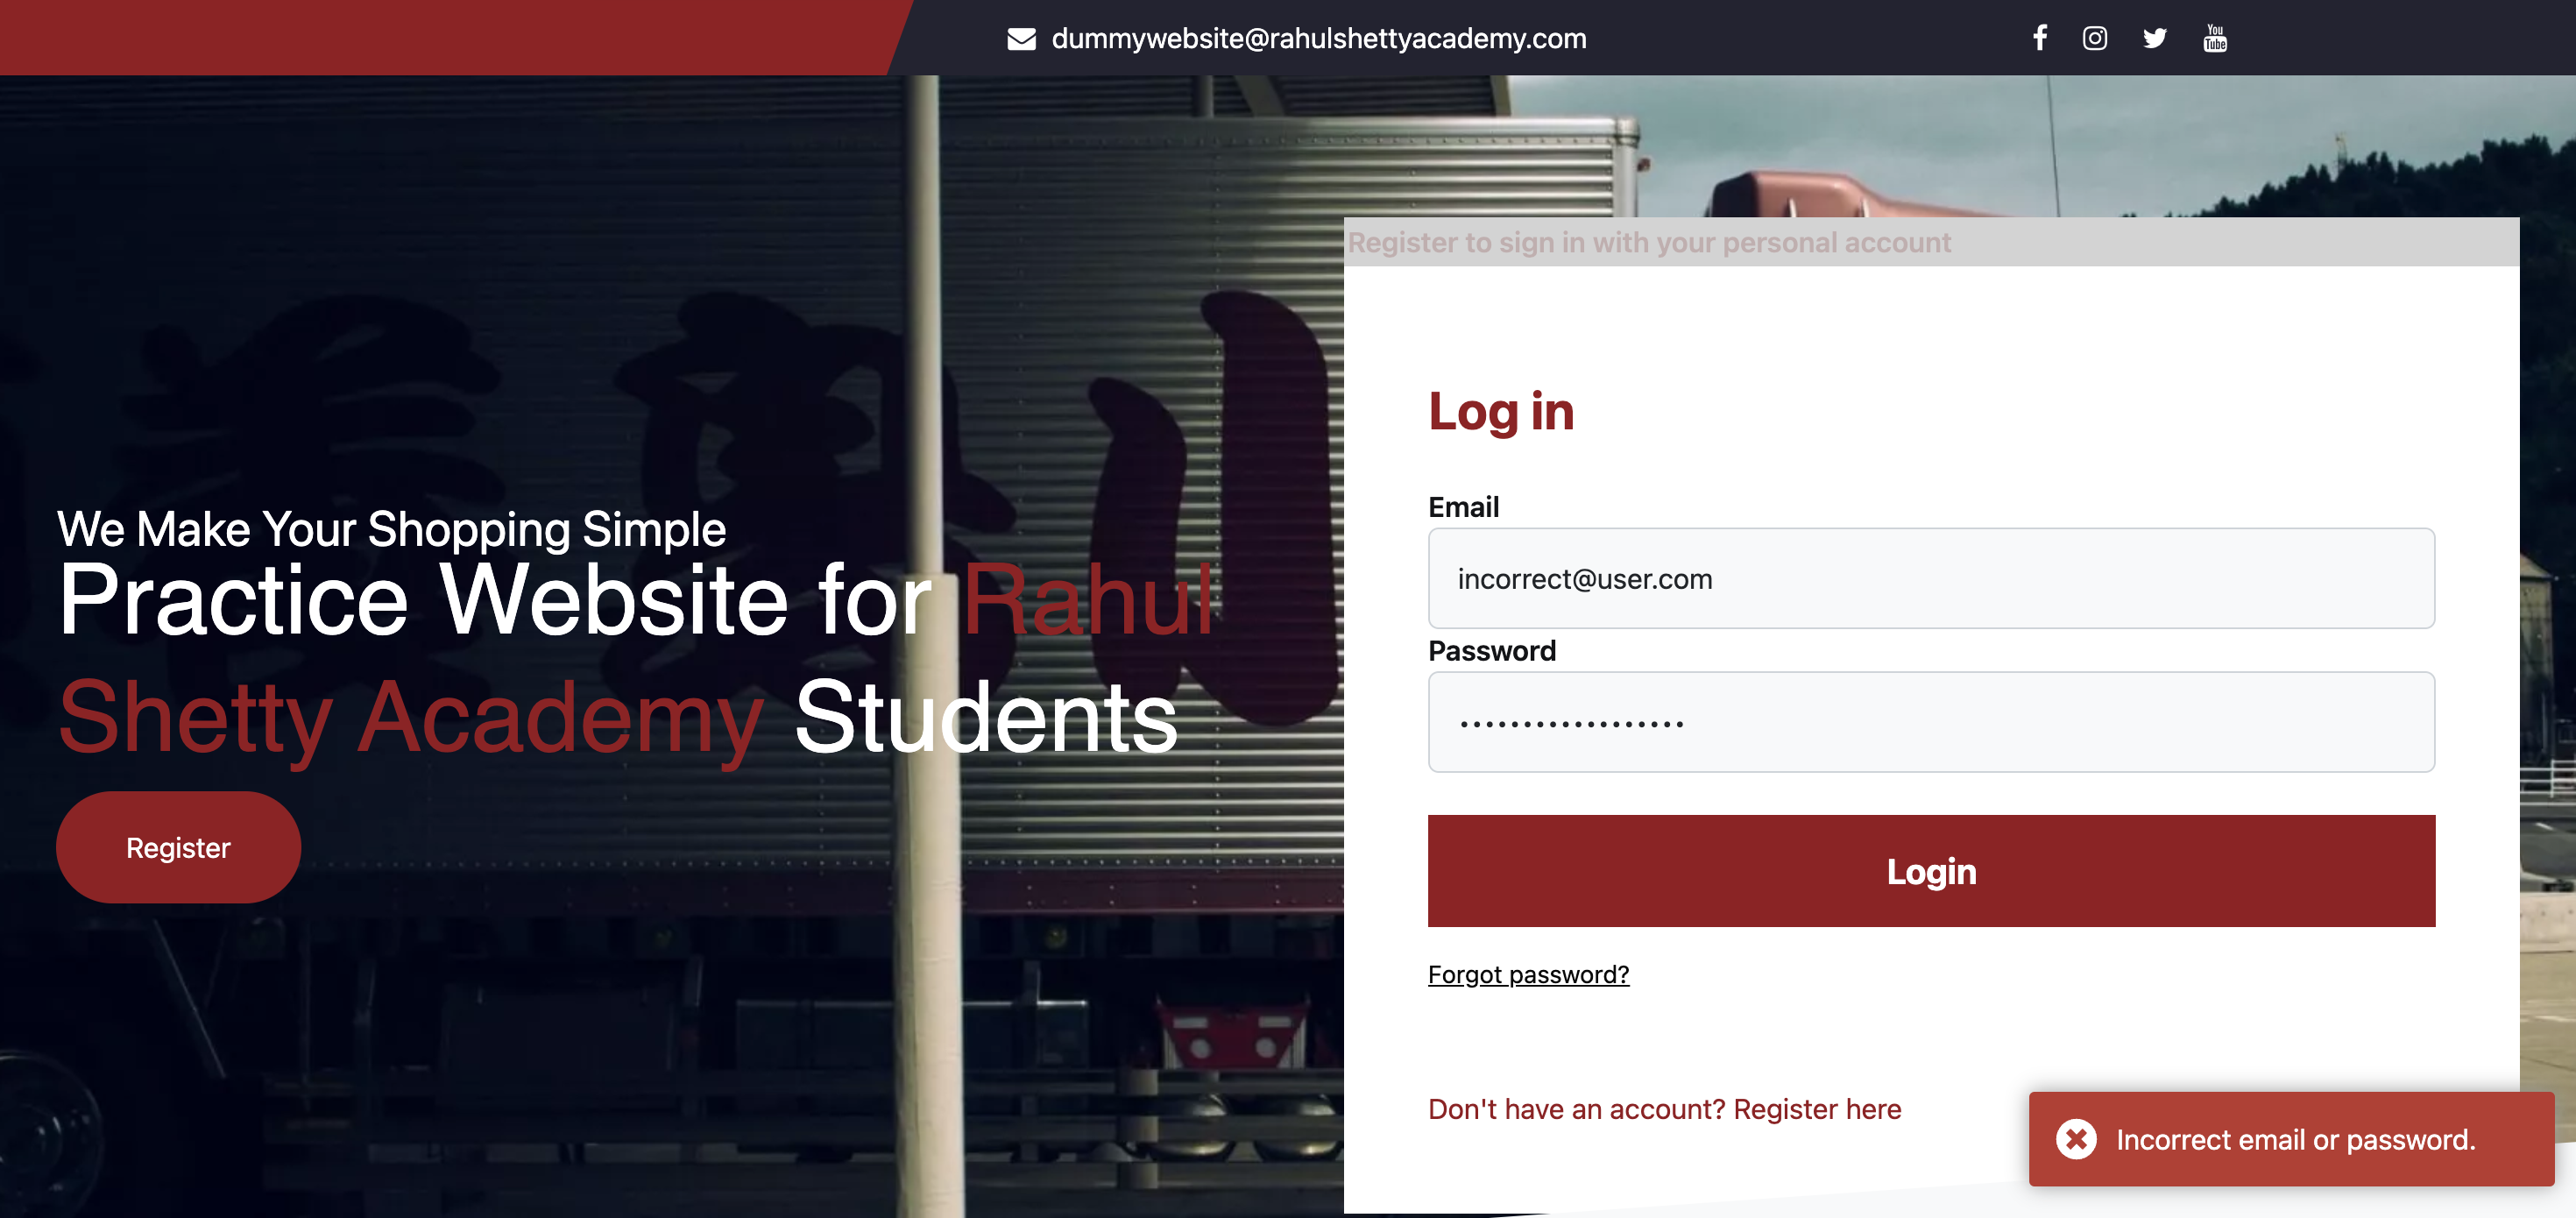 dummywebsite@rahulshettyacademy.com
You
Tube
Register to sign in with your personal account
We Make Your Shopping Simple
Practice Website for Rahul
Shetty Academy Students
Register
Log in
Email
incorrect@user.com
Password
••••••••••••••••••
Login
Forgot password?
Don't have an account? Register here
Incorrect email or password.